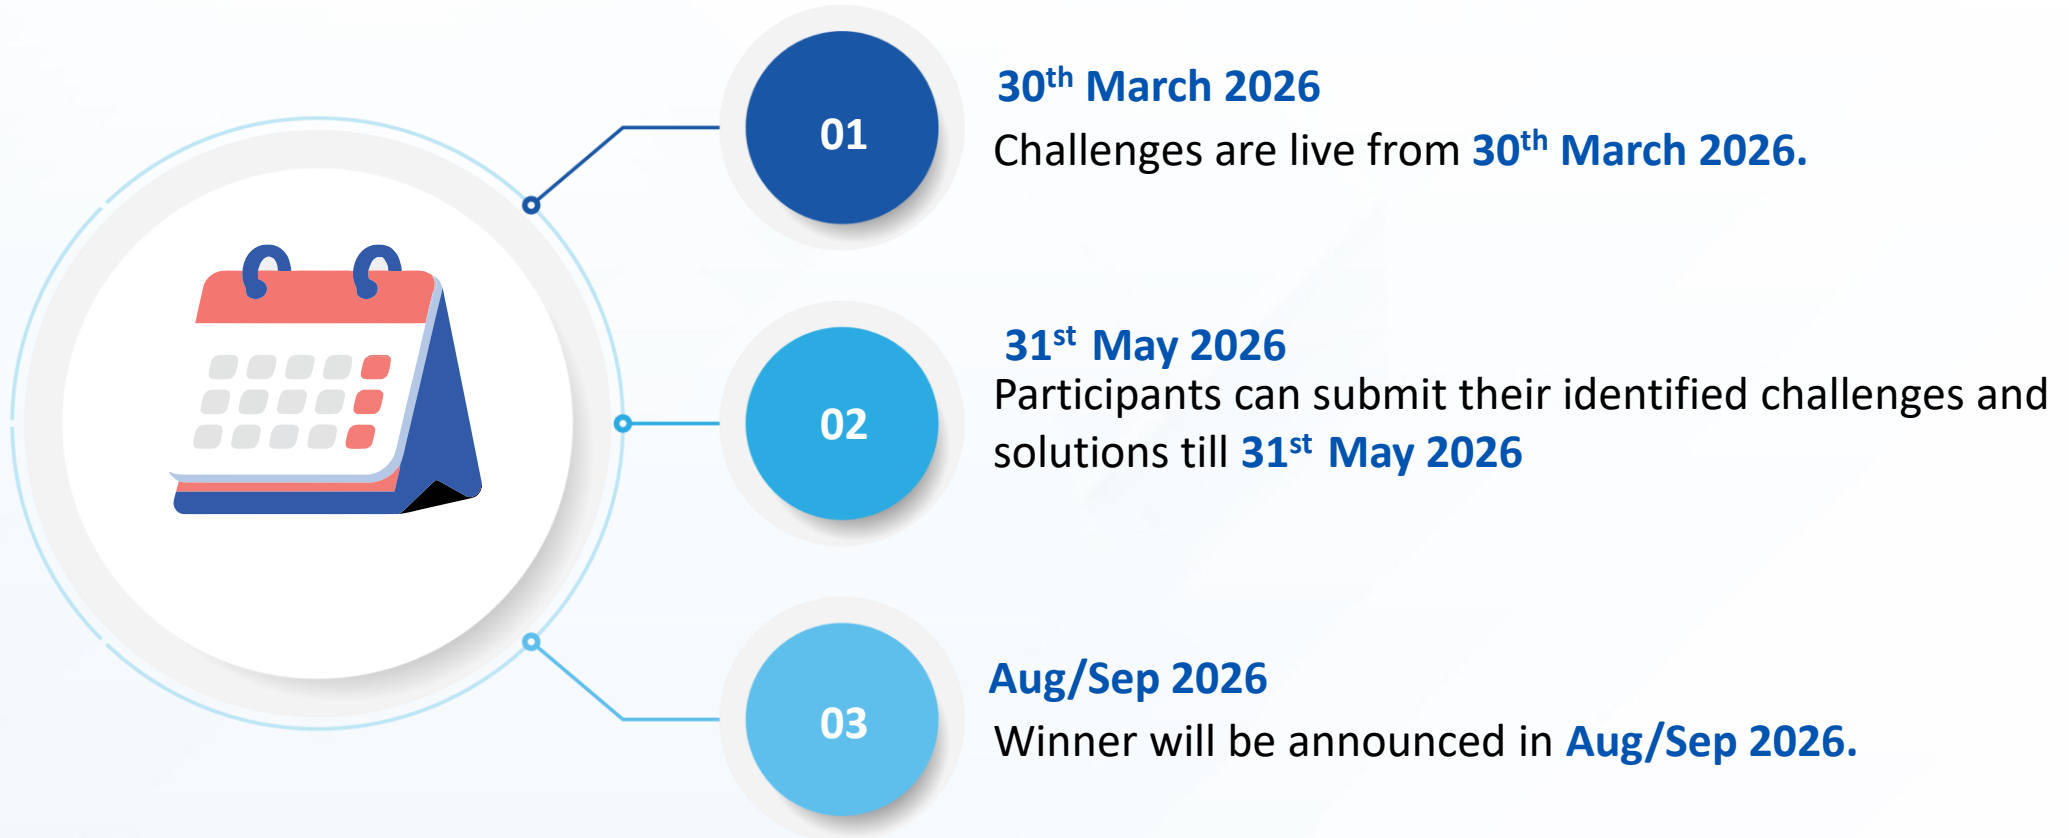 01
30th March 2026
Challenges are live from 30th March 2026.
02
31st May 2026
Participants can submit their identified challenges and
solutions till 31st May 2026
03
Aug/Sep 2026
Winner will be announced in Aug/Sep 2026.